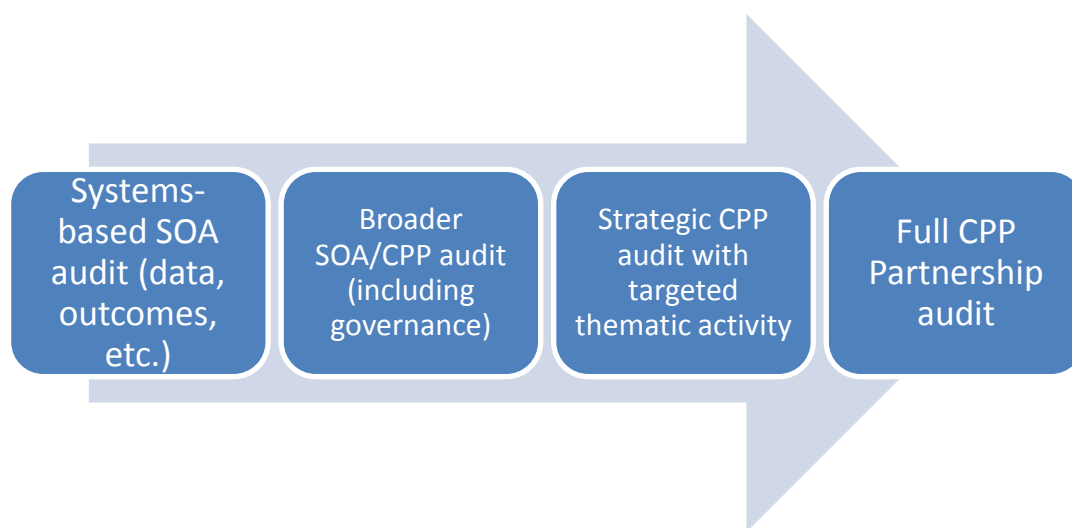 Systems-
based SOA
audit (data,
outcomes,
etc.)
Broader
SOA/CPP audit
(including
governance)
Strategic CPP
audit with
targeted
thematic activity
Full CPP
Partnership
audit